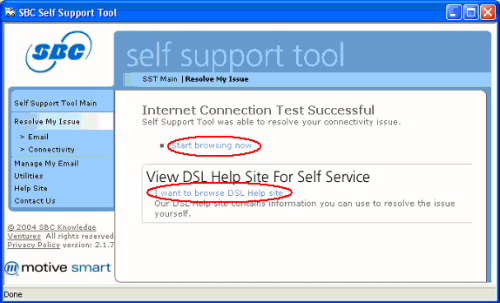 SBC Self Support Tool
SBC
self support tool
SST Main | Resolve My Issue
Self Support Tool Main
Resolve My Issue
> Email
> Connectivity
Manage My Email
Utilities
Help Site
Contact Us
© 2004 SBC Knowledge
Ventures All rights reserved
Privacy Policy version: 2.1.7
motive smart
Internet Connection Test Successful
Self Support Tool was able to resolve your connectivity issue.
Start browsing now
View DSL Help Site For Self Service
I want to browse DSL Help site
Our DSL Help site contains information you can use to resolve the issue
yourself.
Done